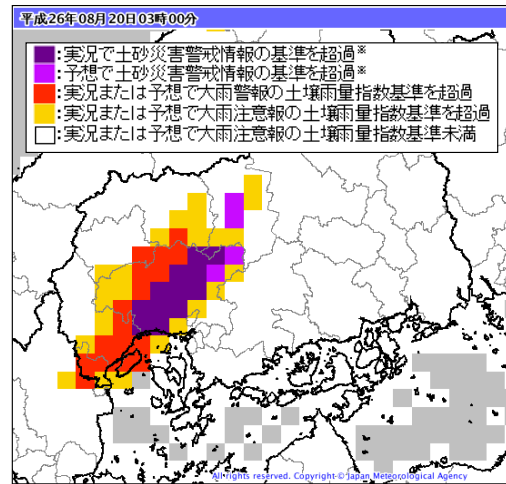 平成26年08月20日03時00分
:実況で土砂災害警戒情報の基準を超過※
:予想で土砂災害警戒情報の基準を超過※
:実況または予想で大雨警報の土壌雨量指数基準を超過
:実況または予想で大雨注意報の土壌雨量指数基準を超過
:実況または予想で大雨注意報の土壌雨量指数基準未満
All rights reserved. Copyright © Japan Meteorological Agency